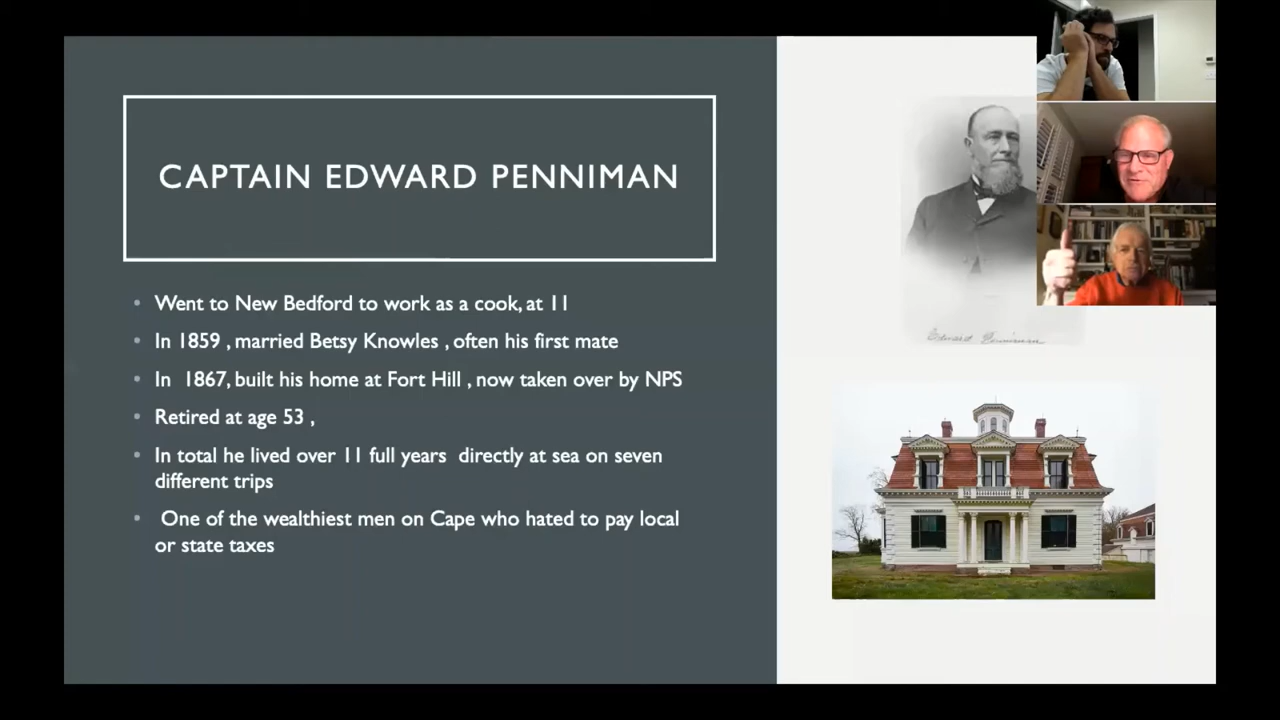 CAPTAIN EDWARD PENNIMAN
Went to New Bedford to work as a cook, at 11
In 1859 , married Betsy Knowles , often his first mate
In 1867, built his home at Fort Hill , now taken over by NPS
Retired at age 53 ,
In total he lived over 11 full years directly at sea on seven
different trips
One of the wealthiest men on Cape who hated to pay local
or state taxes
Edward Penniman